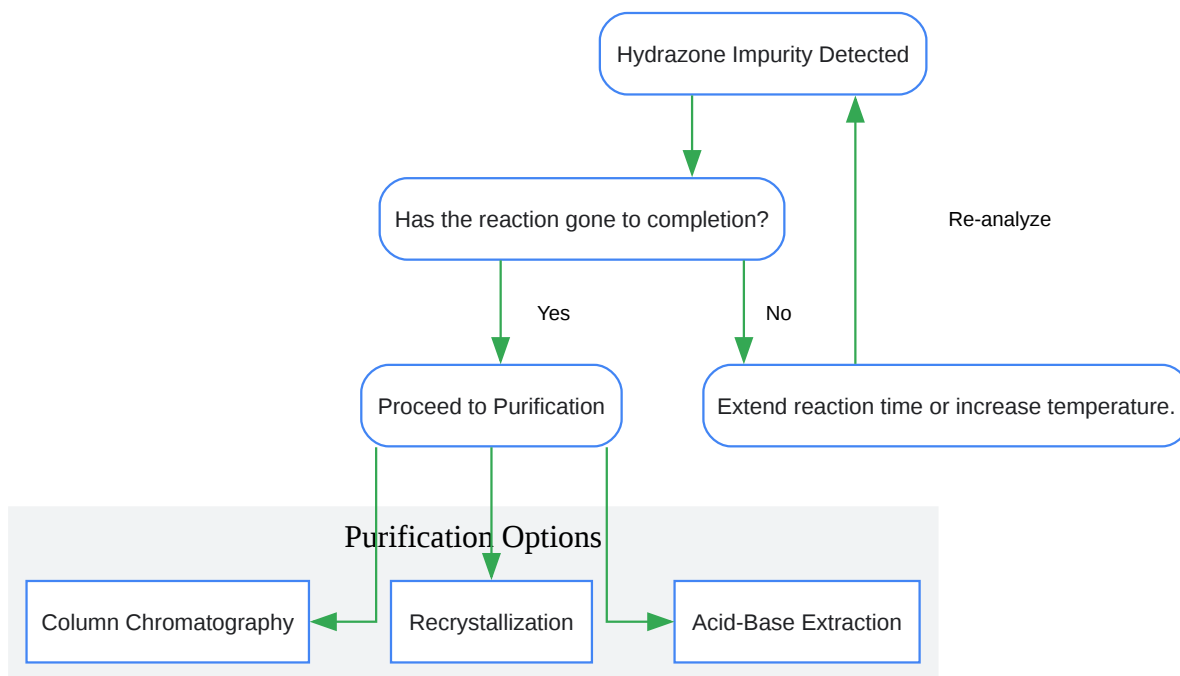 Hydrazone Impurity Detected
Has the reaction gone to completion?
Re-analyze
Yes
No
Proceed to Purification
Extend reaction time or increase temperature.
Purification Options
Column Chromatography
Recrystallization
Acid-Base Extraction